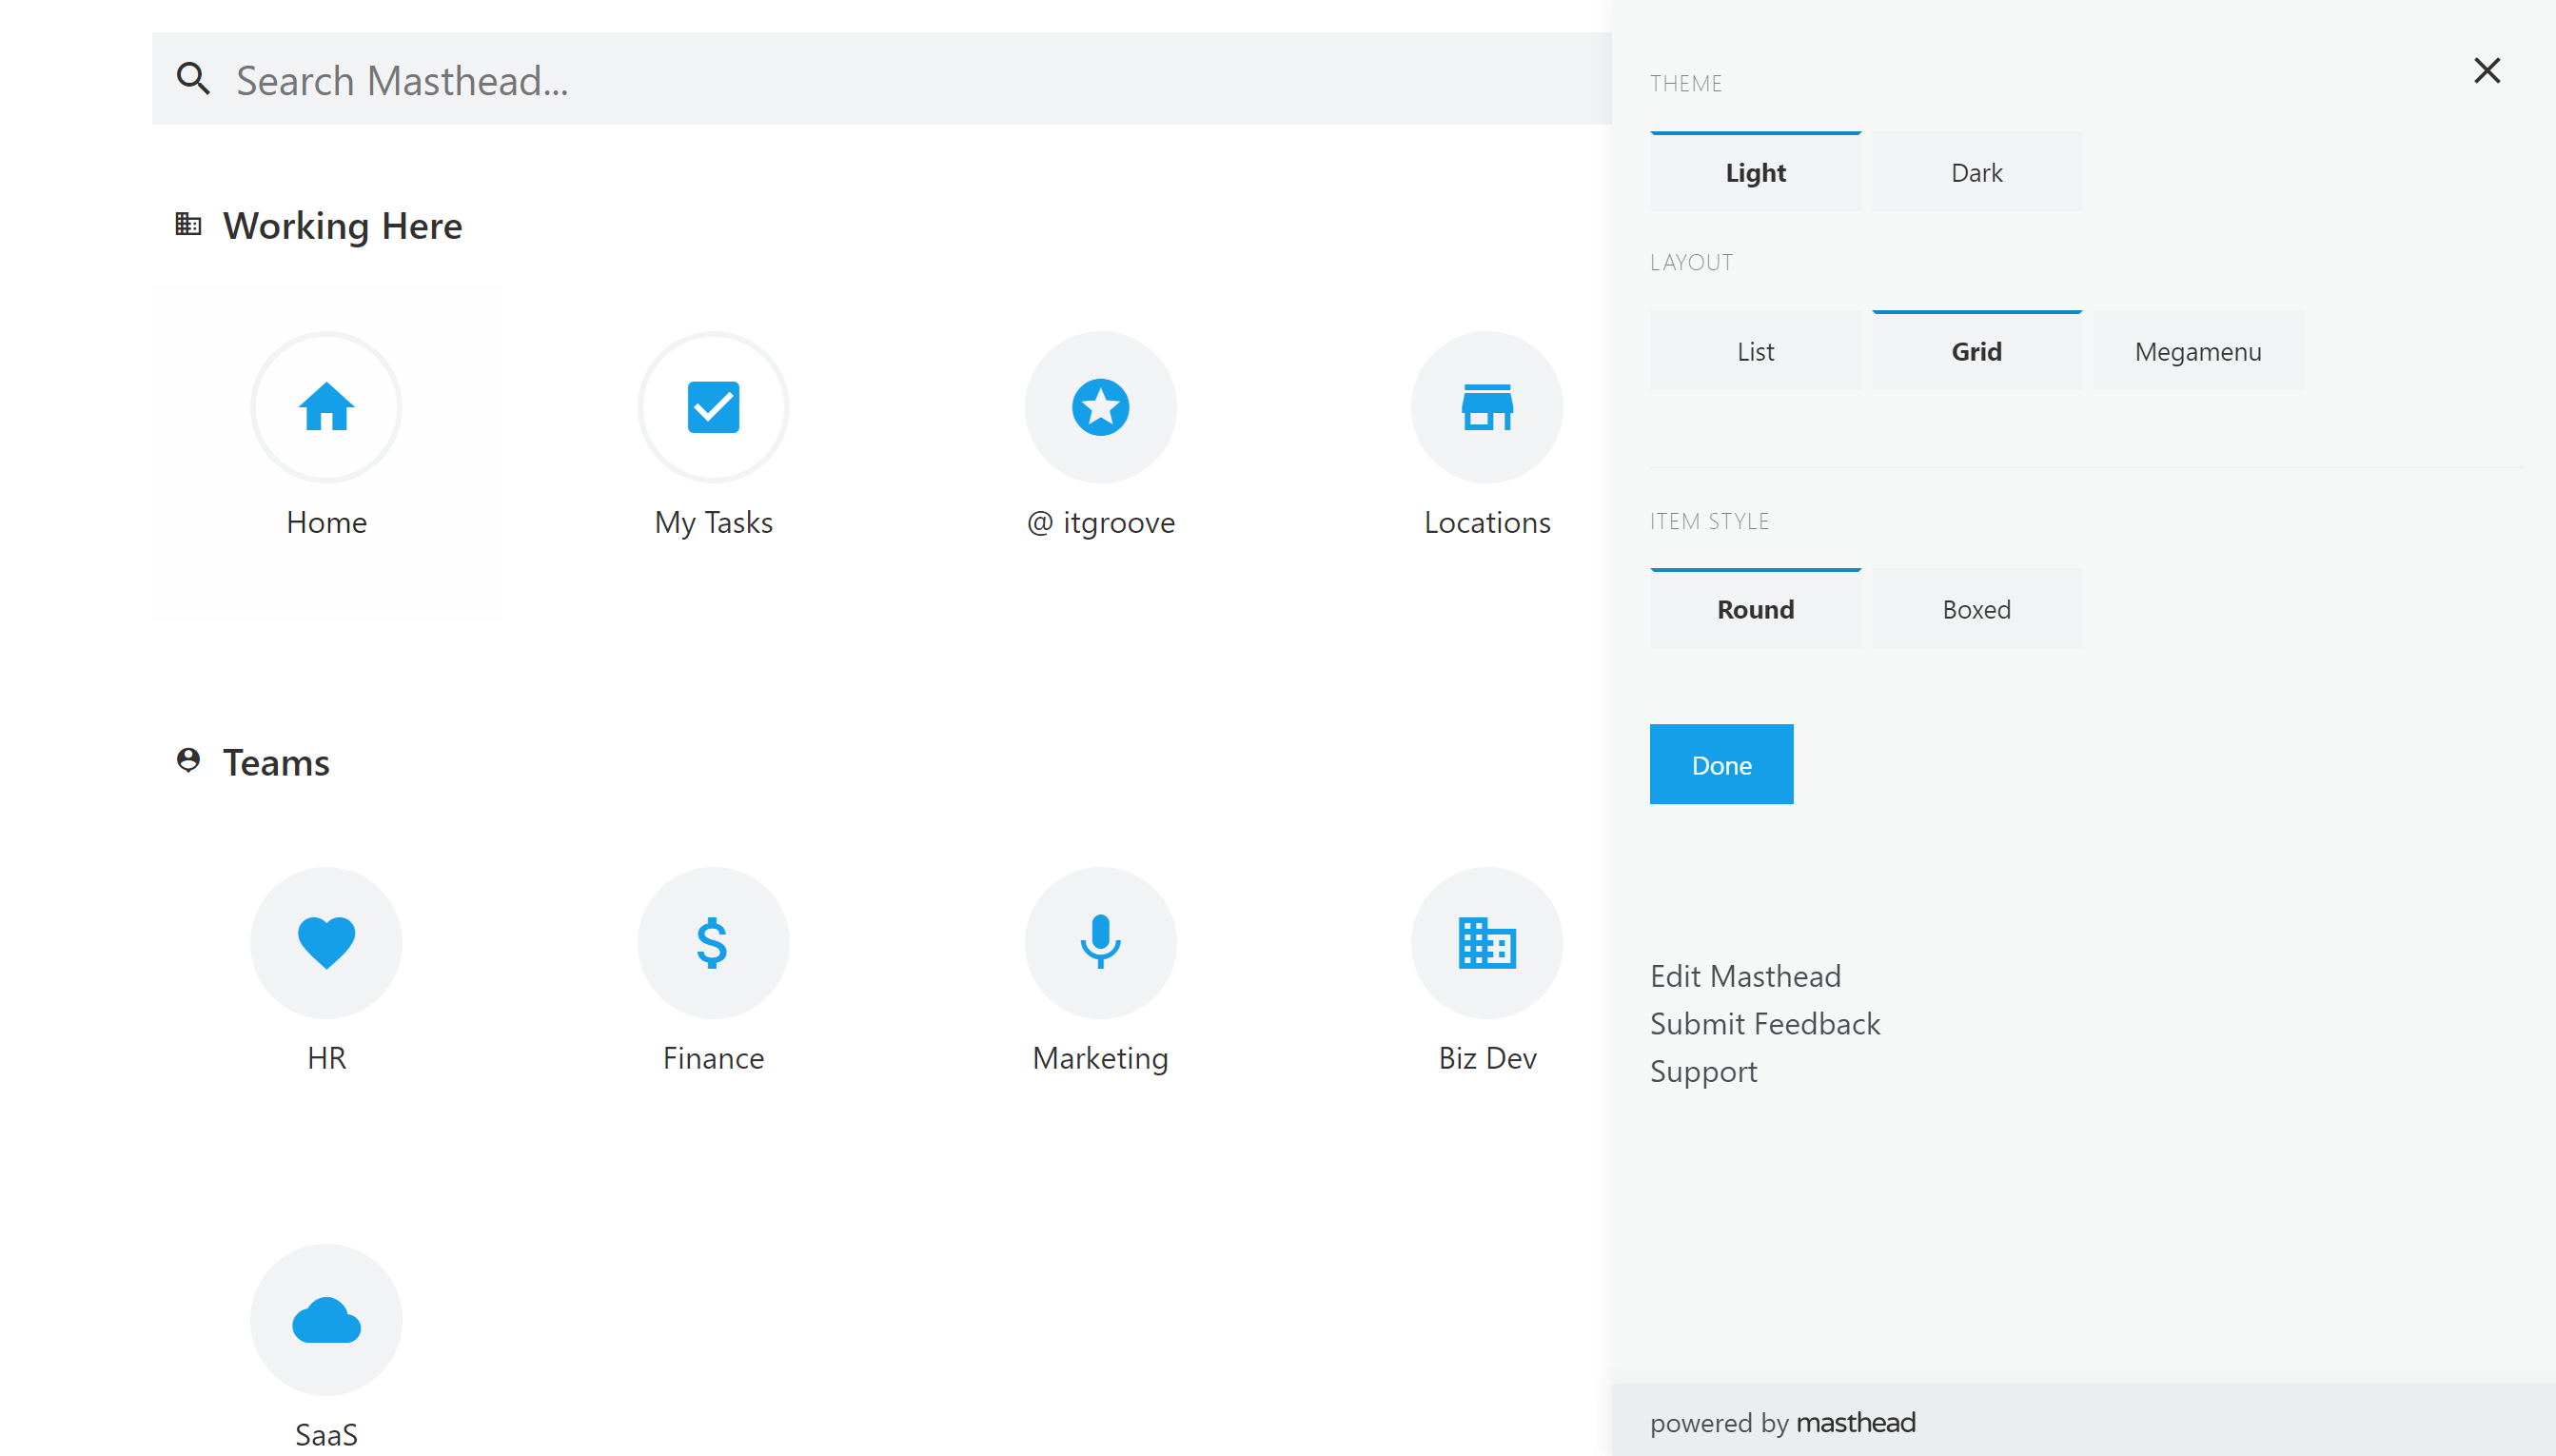 Search Masthead...
Working Here
Home
My Tasks
@ itgroove
Locations
Teams
HR
Finance
Marketing
Biz Dev
SaaS
THEME
Light
Dark
LAYOUT
List
Grid
Megamenu
ITEM STYLE
Round
Boxed
Done
Edit Masthead
Submit Feedback
Support
powered by masthead